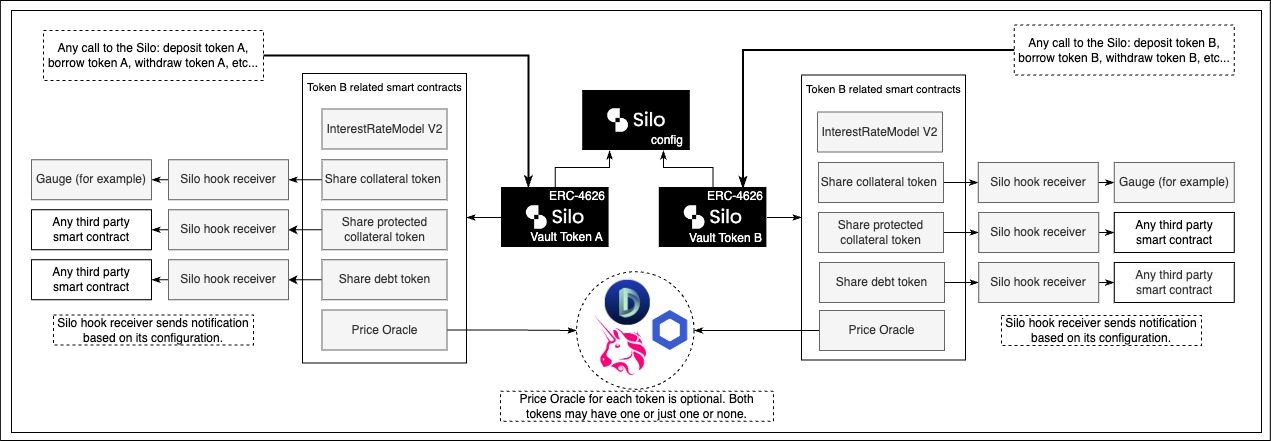 Any call to the Silo: deposit token A,
borrow token A, withdraw token A, etc...
Any call to the Silo: deposit token B,
borrow token B, withdraw token B, etc...
Token B related smart contracts
InterestRateModel V2
Share collateral token
Share protected
collateral token
Share debt token
Price Oracle
Silo hook receiver
Silo hook receiver
Silo hook receiver
Gauge (for example)
Any third party
smart contract
Any third party
smart contract
Silo hook receiver sends notification
based on its configuration.
Silo
config
ERC-4626
Silo
Vault Token A
ERC-4626
Silo
Vault Token B
Token B related smart contracts
InterestRateModel V2
Share collateral token
Share protected
collateral token
Share debt token
Price Oracle
Silo hook receiver
Silo hook receiver
Silo hook receiver
Gauge (for example)
Any third party
smart contract
Any third party
smart contract
Silo hook receiver sends notification
based on its configuration.
Price Oracle for each token is optional. Both
tokens may have one or just one or none.